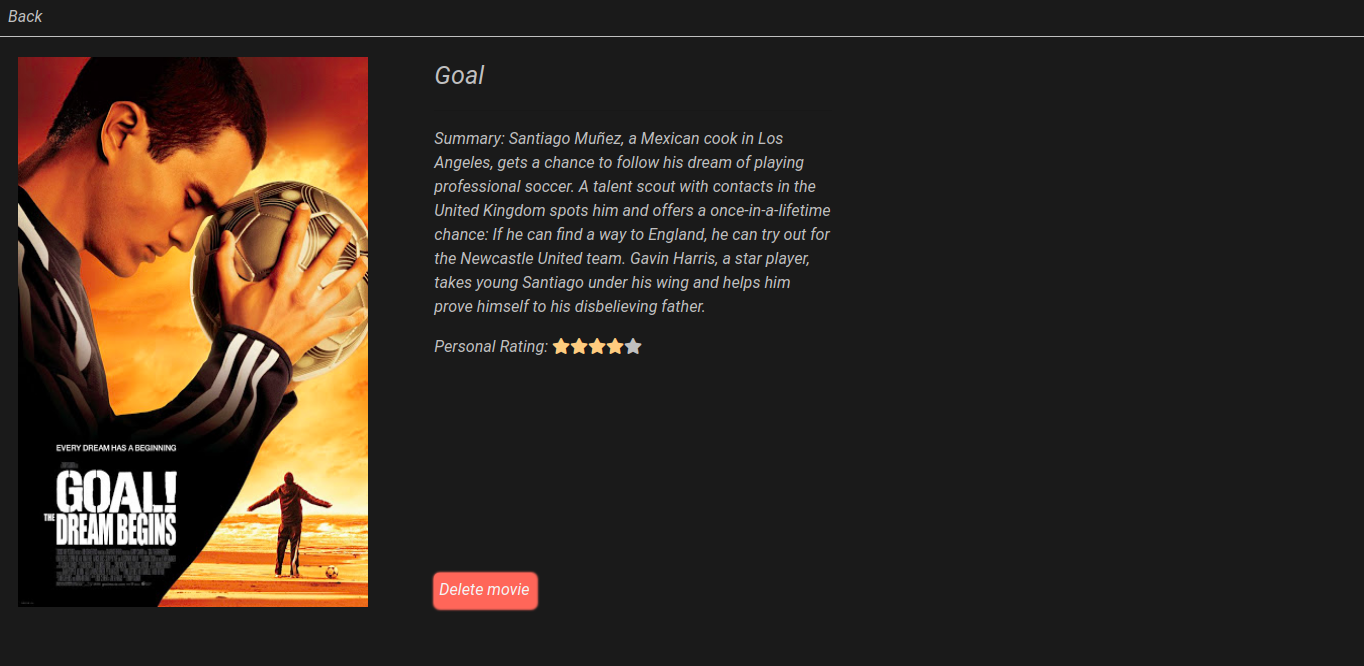 Back
Goal
Summary: Santiago Muñez, a Mexican cook in Los
Angeles, gets a chance to follow his dream of playing
professional soccer. A talent scout with contacts in the
United Kingdom spots him and offers a once-in-a-lifetime
chance: If he can find a way to England, he can try out for
the Newcastle United team. Gavin Harris, a star player,
takes young Santiago under his wing and helps him
prove himself to his disbelieving father.
Personal Rating:
EVERY DREAM HAS A BEGINNING
GOAL!
THE DREAM BEGINS
Delete movie